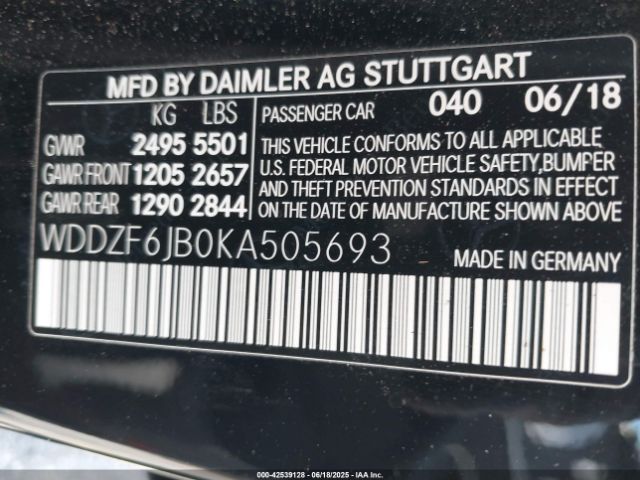 MFD BY DAIMLER AG STUTTGART
KG LBS
GVWR 2495 5501
GAWR FRONT 1205 2657
GAWR REAR 1290 2844
PASSENGER CAR 040 06/18
THIS VEHICLE CONFORMS TO ALL APPLICABLE
U.S. FEDERAL MOTOR VEHICLE SAFETY,BUMPER
AND THEFT PREVENTION STANDARDS IN EFFECT
ON THE DATE OF MANUFACTURE SHOWN ABOVE
WDDZF6JB0KA505693 MADE IN GERMANY
000-42539128 - 06/18/2025 - IAA Inc.